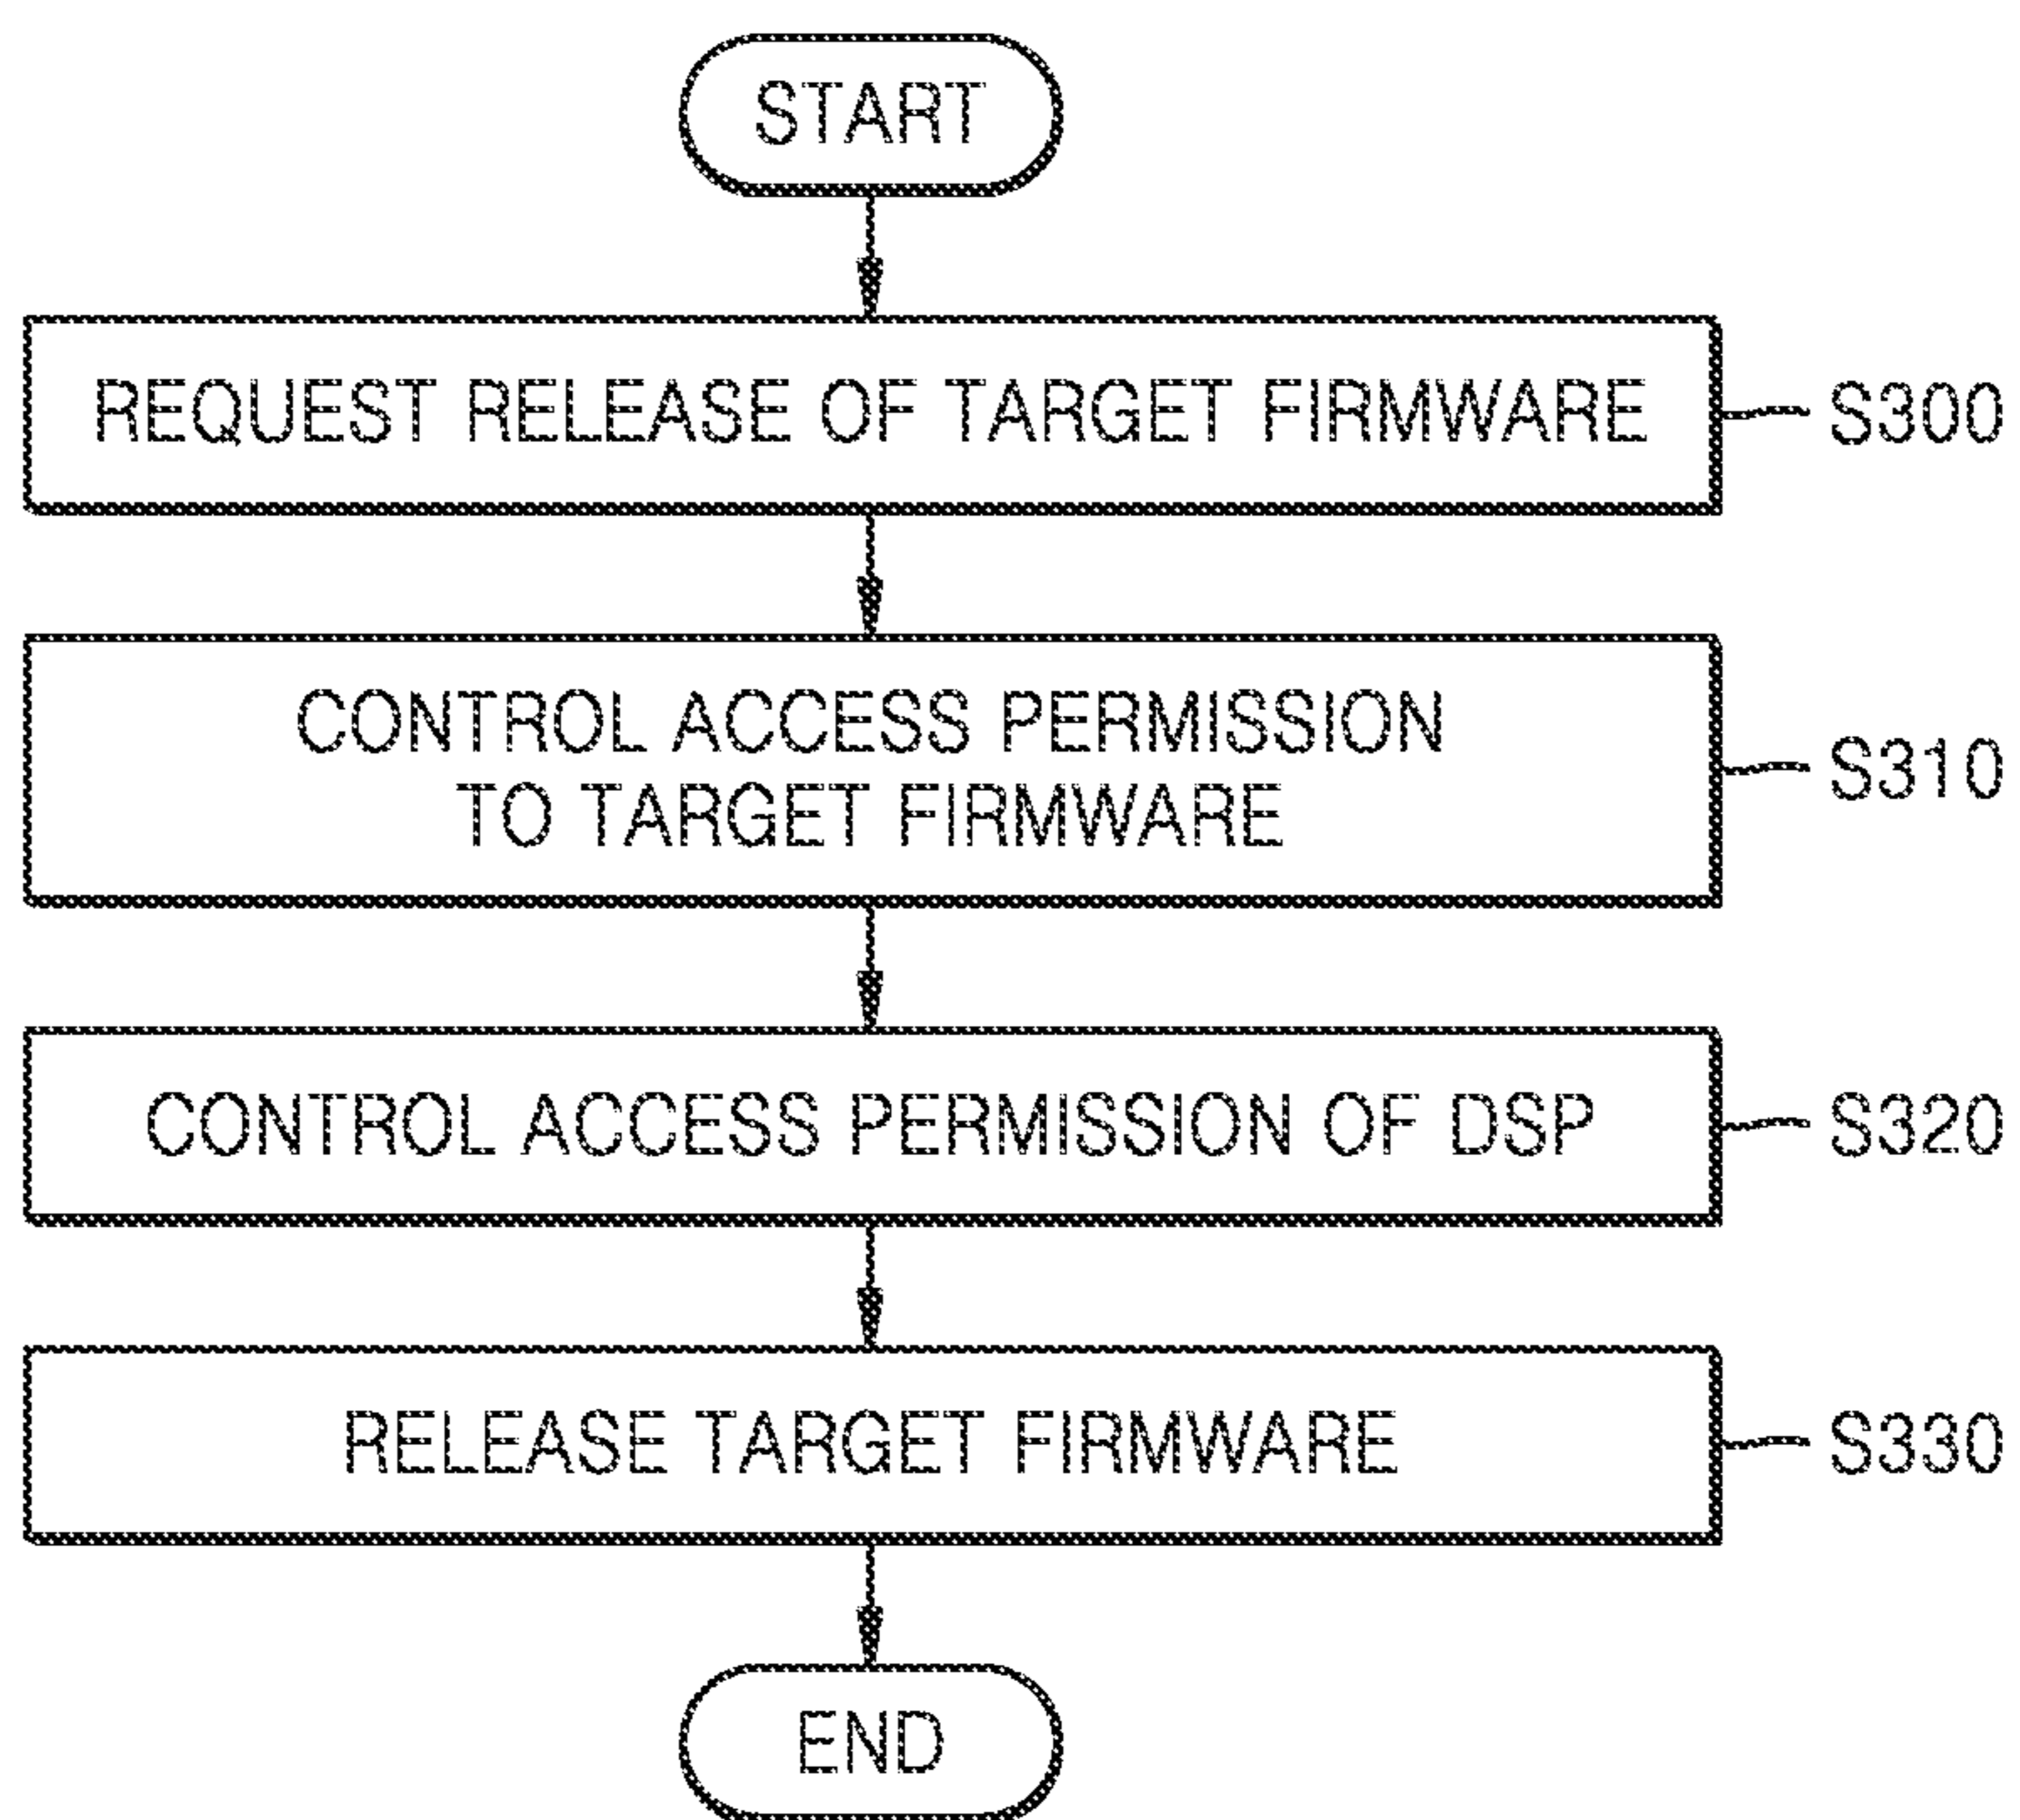 START
REQUEST RELEASE OF TARGET FIRMWARE
S300
CONTROL ACCESS PERMISSION
TO TARGET FIRMWARE
S310
CONTROL ACCESS PERMISSION OF DSP
S320
RELEASE TARGET FIRMWARE
S330
END